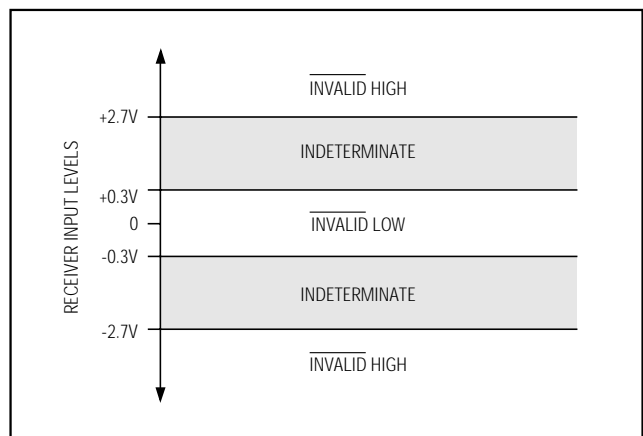 INVALID HIGH
+2.7V
INDETERMINATE
+0.3V
0
INVALID LOW
-0.3V
INDETERMINATE
-2.7V
INVALID HIGH
RECEIVER INPUT LEVELS